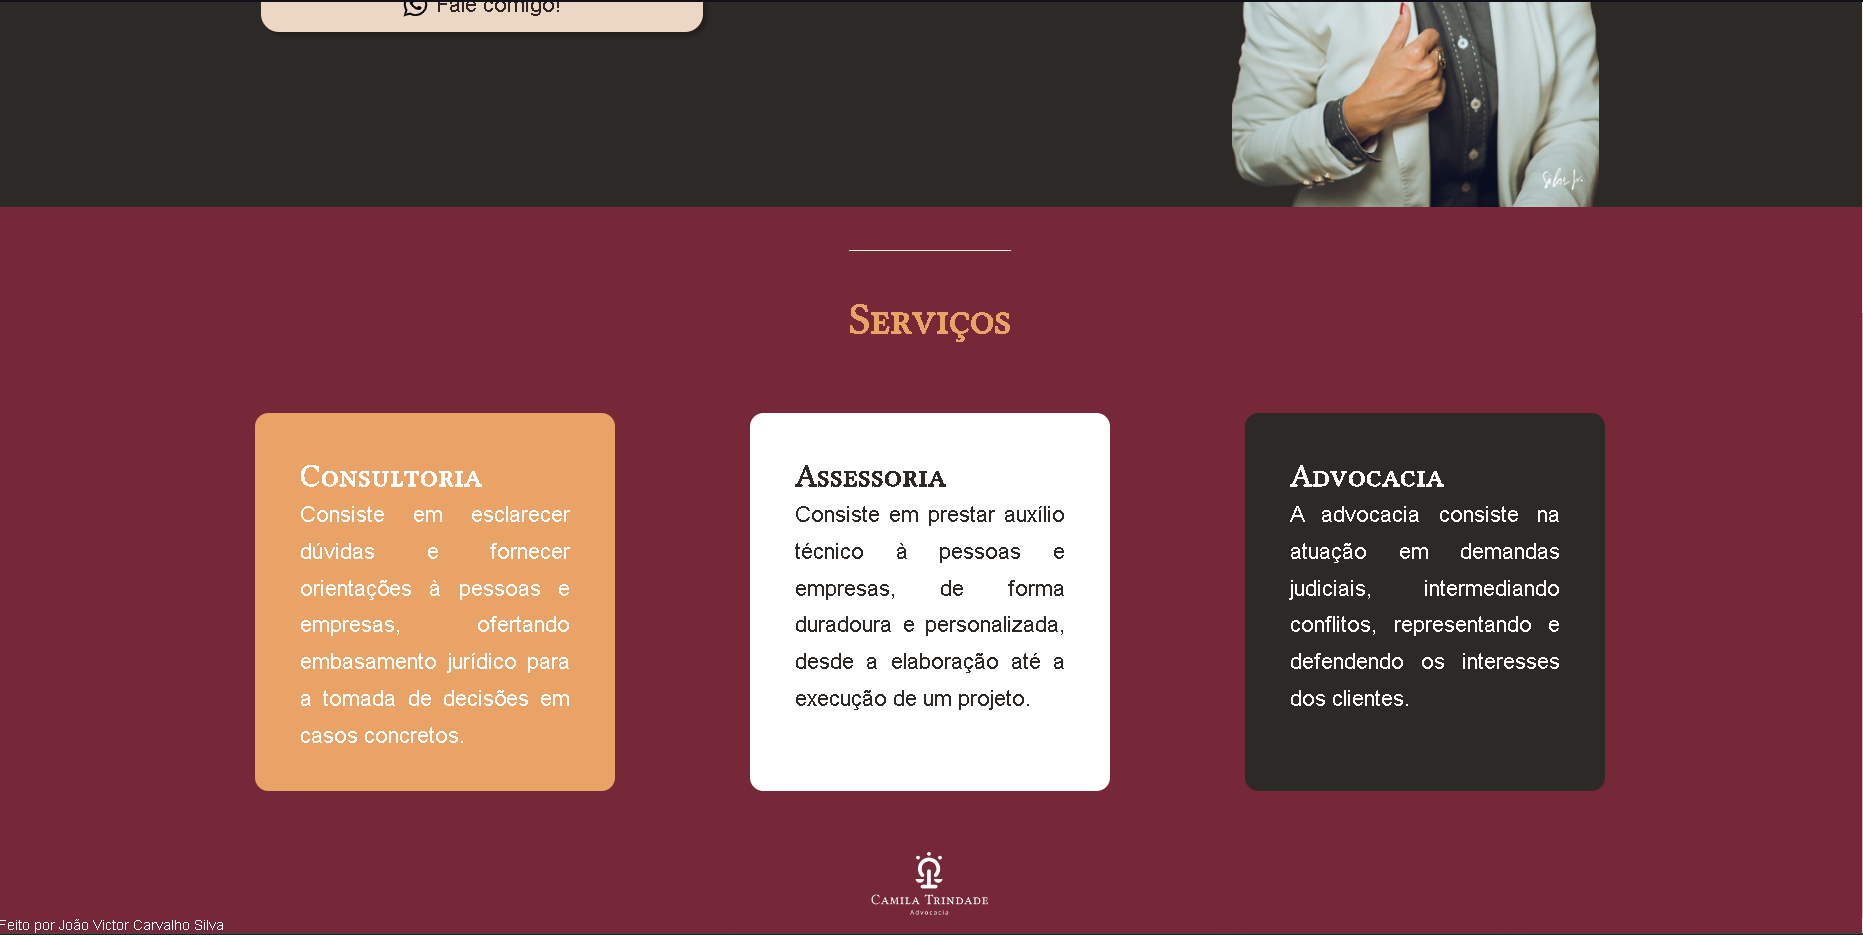 Fale comigo!
Serviços
Consultoria
Consiste em esclarecer
dúvidas e fornecer
orientações à pessoas e
empresas, ofertando
embasamento jurídico para
a tomada de decisões em
casos concretos.
Assessoria
Consiste em prestar auxílio
técnico à pessoas e
empresas, de forma
duradoura e personalizada,
desde a elaboração até a
execução de um projeto.
Advocacia
A advocacia consiste na
atuação em demandas
judiciais, intermediando
conflitos, representando e
defendendo os interesses
dos clientes.
Camila Trindade
Advocacia
Feito por João Victor Carvalho Silva